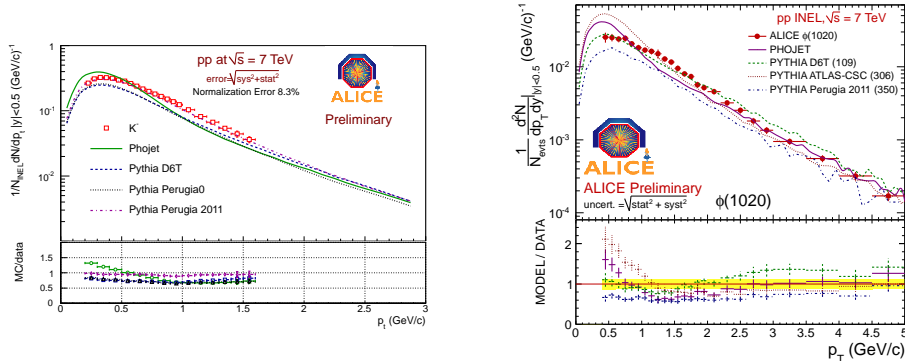 pp at √s = 7 TeV
error=√sys²+stat²
Normalization Error 8.3%
ALICE
Preliminary
1/N_INEL dN/dp_t |y|<0.5 (GeV/c)⁻¹
1
10⁻¹
10⁻²
K⁻
Phojet
Pythia D6T
Pythia Perugia0
Pythia Perugia 2011
MC/data
1.5
1
0.5
0
0 0.5 1 1.5 2 2.5 3
p_t (GeV/c)
pp INEL, √s = 7 TeV
ALICE ϕ(1020)
PHOJET
PYTHIA D6T (109)
PYTHIA ATLAS-CSC (306)
PYTHIA Perugia 2011 (350)
1/N_evts d²N/dp_T dy |y|<0.5 (GeV/c)⁻¹
10⁻¹
10⁻²
10⁻³
10⁻⁴
ALICE
ALICE Preliminary
uncert. =√stat² + syst²
ϕ(1020)
MODEL / DATA
2
1
0
0 0.5 1 1.5 2 2.5 3 3.5 4 4.5 5
p_T (GeV/c)